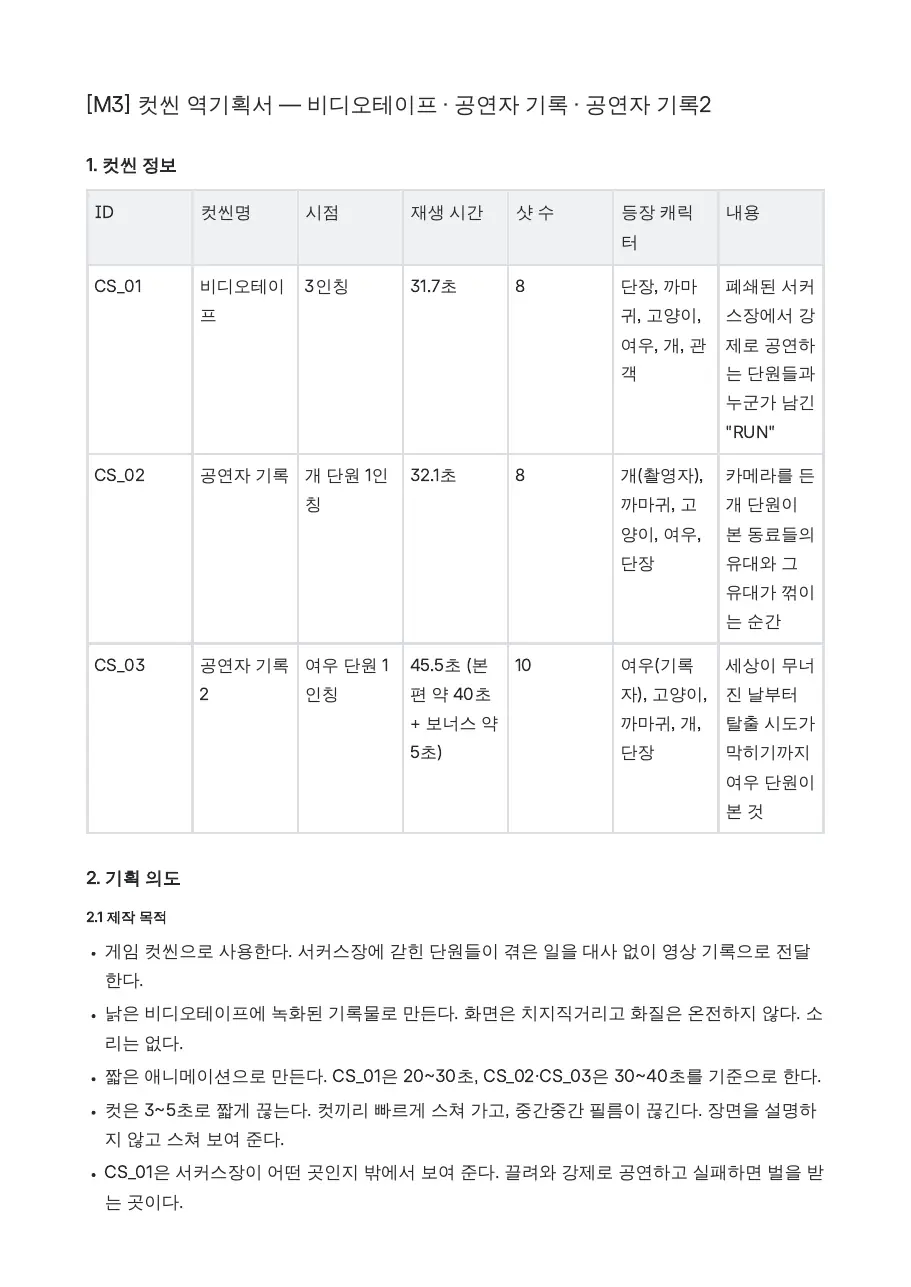 [M3] 컷씬 역기획서 — 비디오테이프 · 공연자 기록 · 공연자 기록2
1. 컷씬 정보
ID
컷씬명
시점
재생 시간
샷 수
등장 캐릭
터
내용
CS_01
비디오테이
프
3인칭
31.7초
8
단장, 까마
귀, 고양이,
여우, 개, 관
객
폐쇄된 서커
스장에서 강
제로 공연하
는 단원들과
누군가 남긴
"RUN"
CS_02
공연자 기록
개 단원 1인
칭
32.1초
8
개(촬영자),
까마귀, 고
양이, 여우,
단장
카메라를 든
개 단원이
본 동료들의
유대와 그
유대가 꺾이
는 순간
CS_03
공연자 기록
2
여우 단원 1
인칭
45.5초 (본
편 약 40초
+ 보너스 약
5초)
10
여우(기록
자), 고양이,
까마귀, 개,
단장
세상이 무너
진 날부터
탈출 시도가
막히기까지
여우 단원이
본 것
2. 기획 의도
2.1 제작 목적
• 게임 컷씬으로 사용한다. 서커스장에 갇힌 단원들이 겪은 일을 대사 없이 영상 기록으로 전달
한다.
• 낡은 비디오테이프에 녹화된 기록물로 만든다. 화면은 치지직거리고 화질은 온전하지 않다. 소
리는 없다.
• 짧은 애니메이션으로 만든다. CS_01은 20~30초, CS_02·CS_03은 30~40초를 기준으로 한다.
• 컷은 3~5초로 짧게 끊는다. 컷끼리 빠르게 스쳐 가고, 중간중간 필름이 끊긴다. 장면을 설명하
지 않고 스쳐 보여 준다.
• CS_01은 서커스장이 어떤 곳인지 밖에서 보여 준다. 끌려와 강제로 공연하고 실패하면 벌을 받
는 곳이다.